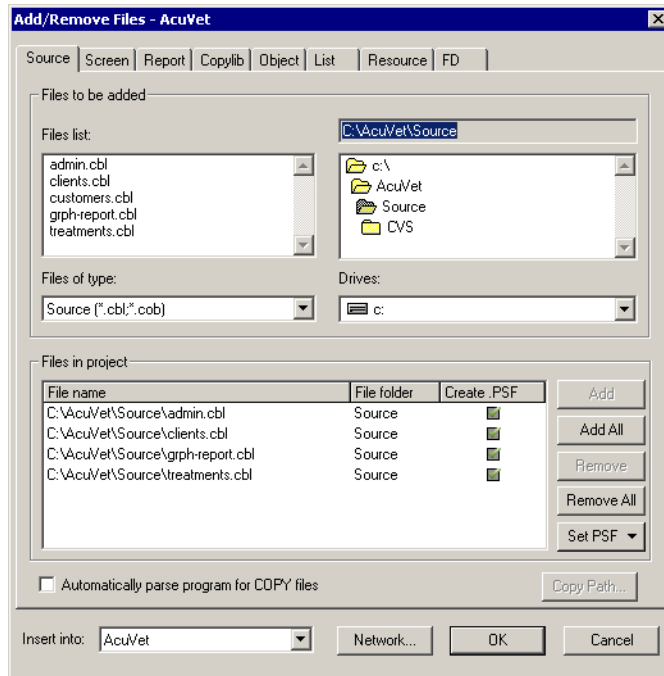 Add/Remove Files - AcuVet
Source Screen Report Copylib Object List Resource FD
Files to be added
Files list:
C:\AcuVet\Source
admin.cbl
clients.cbl
customers.cbl
grph-report.cbl
treatments.cbl
c:\
AcuVet
Source
CVS
Files of type:
Drives:
Source (*.cbl;*.cob)
c:
Files in project
File name File folder Create .PSF
C:\AcuVet\Source\admin.cbl Source
C:\AcuVet\Source\clients.cbl Source
C:\AcuVet\Source\grph-report.cbl Source
C:\AcuVet\Source\treatments.cbl Source
Add
Add All
Remove
Remove All
Set PSF
Automatically parse program for COPY files
Copy Path...
Insert into: AcuVet
Network...
OK
Cancel